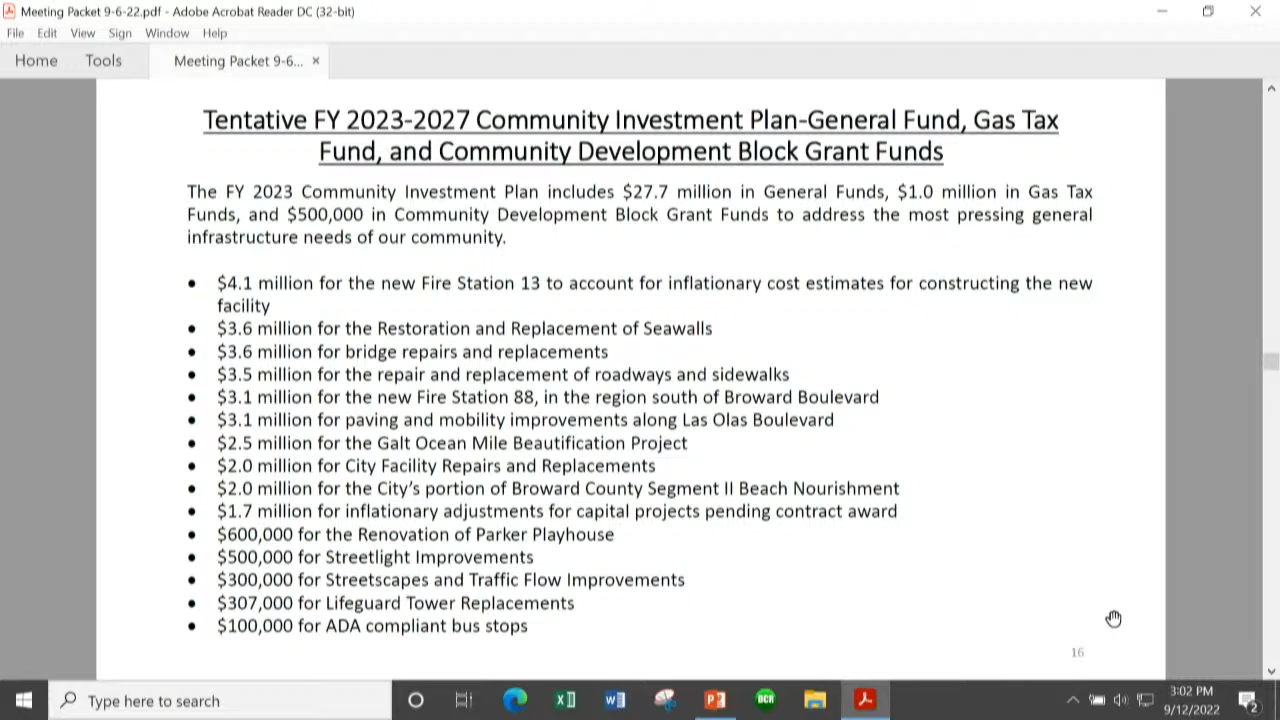 Meeting Packet 9-6-22.pdf - Adobe Acrobat Reader DC (32-bit)
File Edit View Sign Window Help
Home Tools Meeting Packet 9-6... ×
Tentative FY 2023-2027 Community Investment Plan-General Fund, Gas Tax
Fund, and Community Development Block Grant Funds
The FY 2023 Community Investment Plan includes $27.7 million in General Funds, $1.0 million in Gas Tax
Funds, and $500,000 in Community Development Block Grant Funds to address the most pressing general
infrastructure needs of our community.
• $4.1 million for the new Fire Station 13 to account for inflationary cost estimates for constructing the new
facility
• $3.6 million for the Restoration and Replacement of Seawalls
• $3.6 million for bridge repairs and replacements
• $3.5 million for the repair and replacement of roadways and sidewalks
• $3.1 million for the new Fire Station 88, in the region south of Broward Boulevard
• $3.1 million for paving and mobility improvements along Las Olas Boulevard
• $2.5 million for the Galt Ocean Mile Beautification Project
• $2.0 million for City Facility Repairs and Replacements
• $2.0 million for the City's portion of Broward County Segment II Beach Nourishment
• $1.7 million for inflationary adjustments for capital projects pending contract award
• $600,000 for the Renovation of Parker Playhouse
• $500,000 for Streetlight Improvements
• $300,000 for Streetscapes and Traffic Flow Improvements
• $307,000 for Lifeguard Tower Replacements
• $100,000 for ADA compliant bus stops
16
Type here to search
OCR
3:02 PM
9/12/2022
2